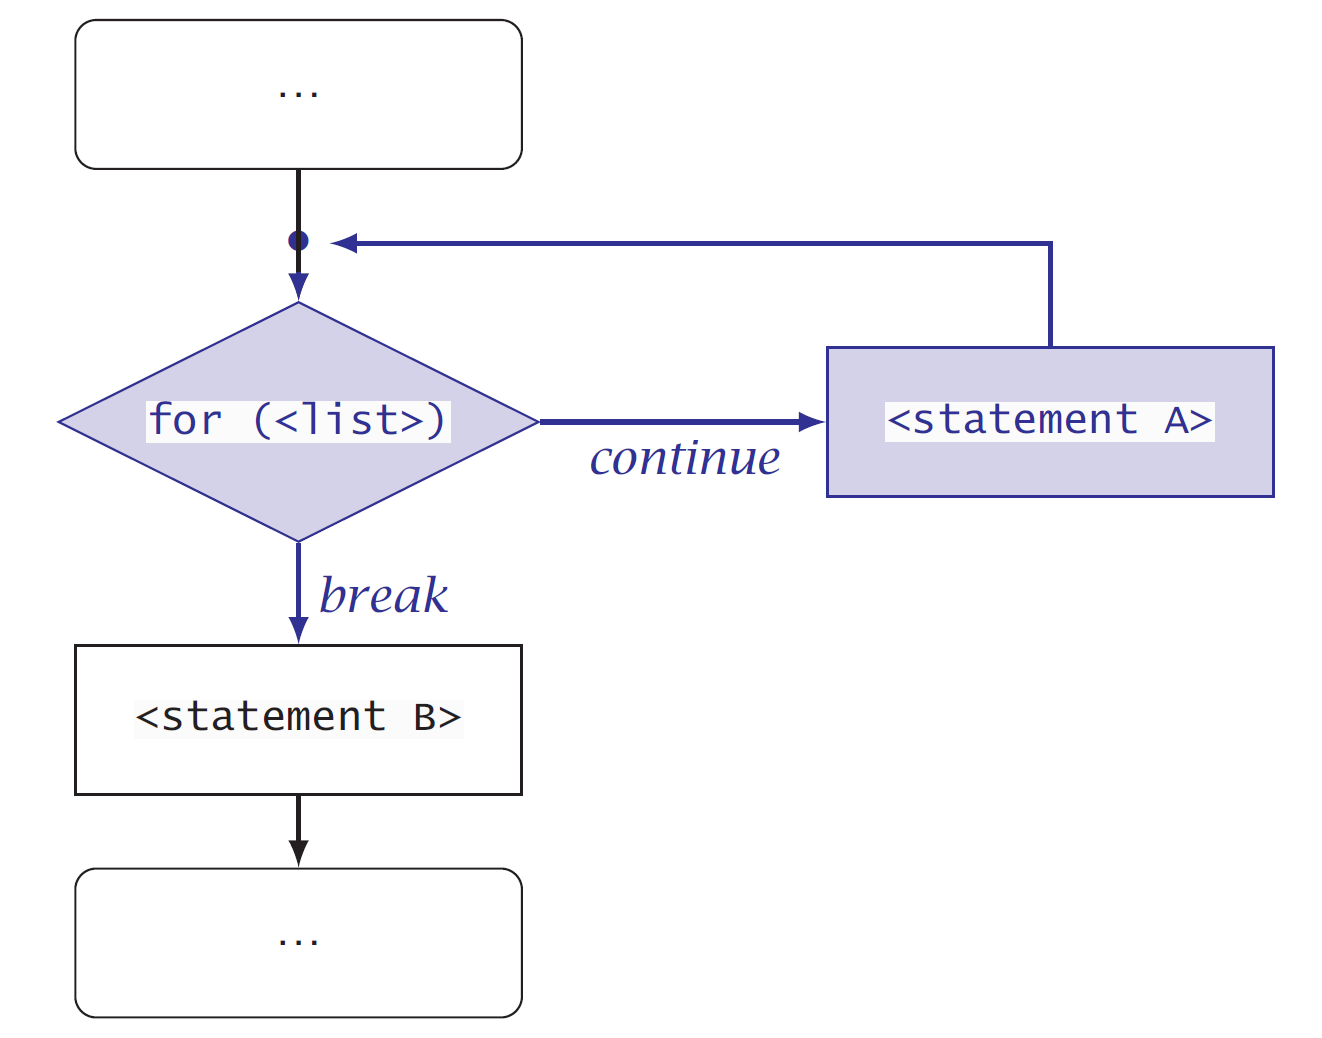 ...
for (<list>)
<statement A>
continue
break
<statement B>
...